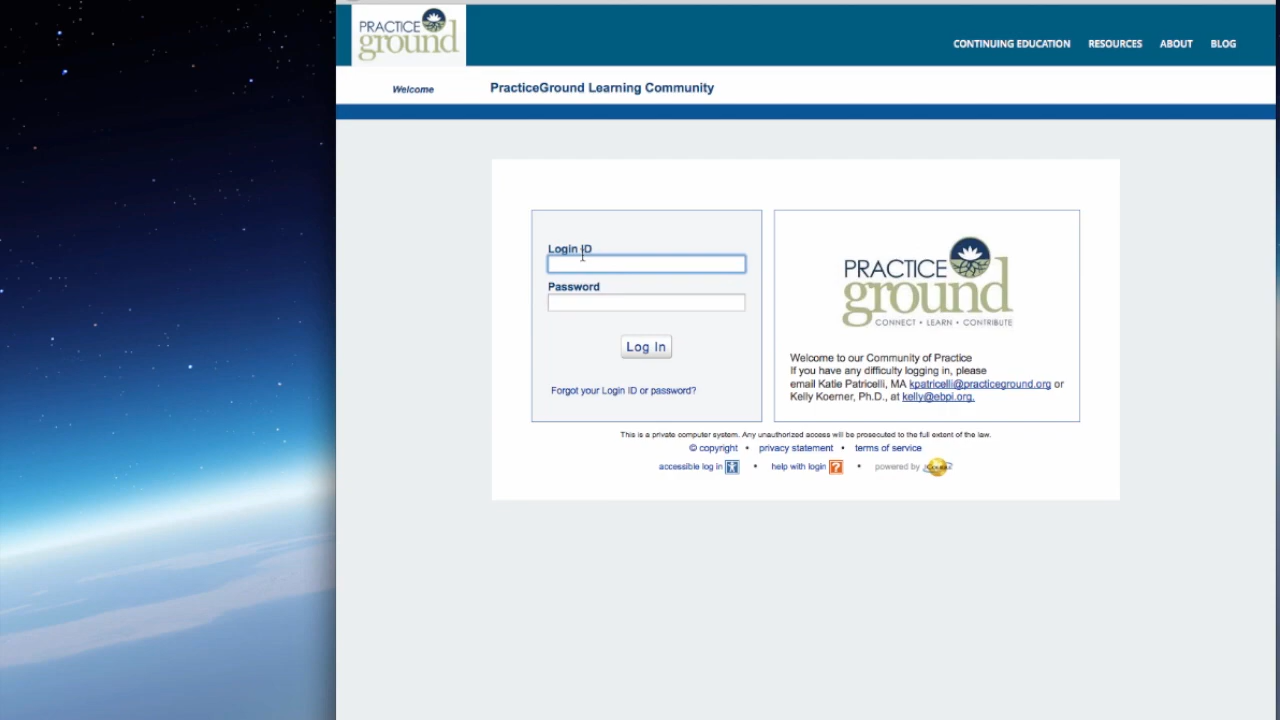 PRACTICE
ground
CONTINUING EDUCATION RESOURCES ABOUT BLOG
Welcome PracticeGround Learning Community
Login ID
Password
Log In
Forgot your Login ID or password?
PRACTICE
ground
CONNECT • LEARN • CONTRIBUTE
Welcome to our Community of Practice
If you have any difficulty logging in, please
email Katie Patricelli, MA kpatricelli@practiceground.org or
Kelly Koerner, Ph.D., at kelly@ebpi.org.
This is a private computer system. Any unauthorized access will be prosecuted to the full extent of the law.
© copyright • privacy statement • terms of service
accessible log in • help with login ? • powered by